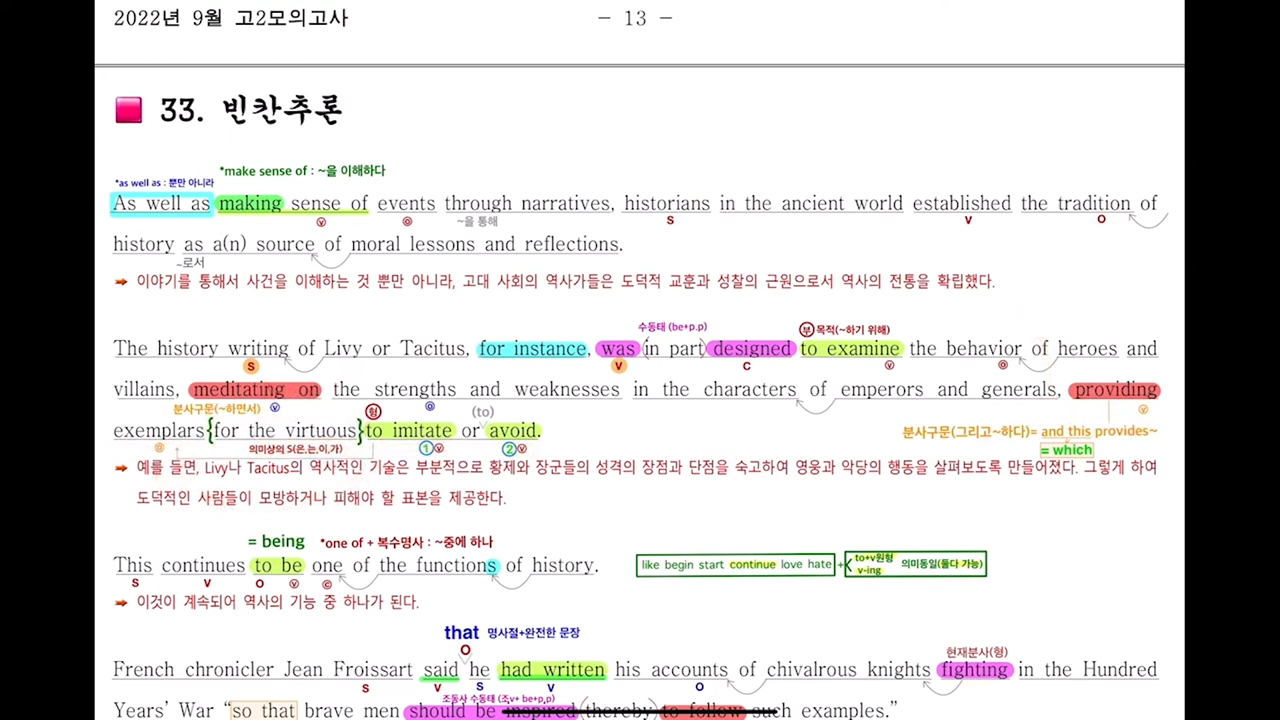 2022년 9월 고2모의고사
- 13 -
33. 빈칸추론
*make sense of : ~을 이해하다
*as well as : 뿐만 아니라
As well as making sense of events through narratives, historians in the ancient world established the tradition of
ⓥ ⓞ ~을 통해 S V O
history as a(n) source of moral lessons and reflections.
~로서
➡ 이야기를 통해서 사건을 이해하는 것 뿐만 아니라, 고대 사회의 역사가들은 도덕적 교훈과 성찰의 근원으로서 역사의 전통을 확립했다.
수동태 (be+p.p) 부 목적(~하기 위해)
The history writing of Livy or Tacitus, for instance, was (in part) designed to examine the behavior of heroes and
S V C ⓥ ⓞ
villains, meditating on the strengths and weaknesses in the characters of emperors and generals, providing
분사구문(~하면서) ⓥ ⓞ ⓥ
형 (to)
exemplars {for the virtuous} to imitate or avoid.
분사구문(그리고~하다)= and this provides~
ⓞ 의미상의 S(은,는,이,가) ①ⓥ ②ⓥ
= which
➡ 예를 들면, Livy나 Tacitus의 역사적인 기술은 부분적으로 황제와 장군들의 성격의 장점과 단점을 숙고하여 영웅과 악당의 행동을 살펴보도록 만들어졌다. 그렇게 하여
도덕적인 사람들이 모방하거나 피해야 할 표본을 제공한다.
= being *one of + 복수명사 : ~중에 하나
This continues to be one of the functions of history.
S V O ⓥ ⓒ
like begin start continue love hate + < to+v원형 v-ing 의미동일(둘다 가능)
➡ 이것이 계속되어 역사의 기능 중 하나가 된다.
that 명사절+완전한 문장
O 현재분사(형)
French chronicler Jean Froissart said he had written his accounts of chivalrous knights fighting in the Hundred
S V S V O
조동사 수동태 (조v+ be+p.p)
Years' War "so that brave men should be inspired (thereby) to follow such examples."